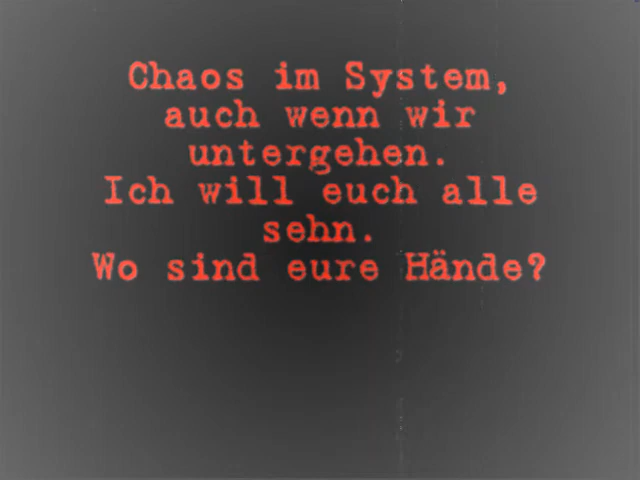 Chaos im System,
auch wenn wir
untergehen.
Ich will euch alle
sehn.
Wo sind eure Hände?